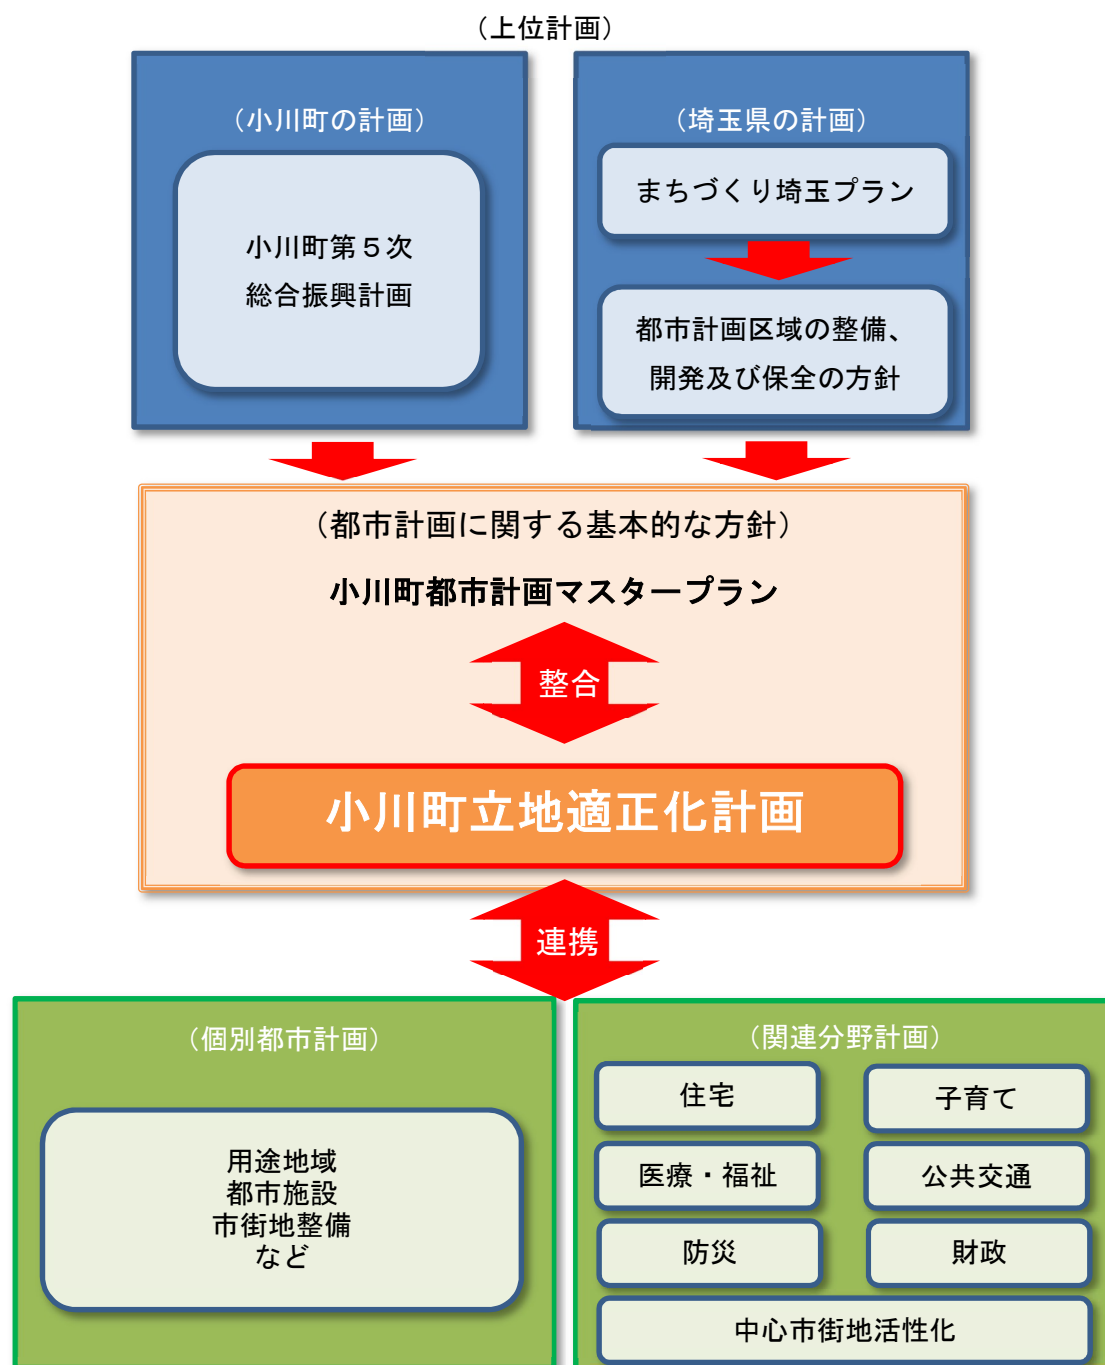 （上位計画）
（小川町の計画）
小川町第５次
総合振興計画
（埼玉県の計画）
まちづくり埼玉プラン
都市計画区域の整備、
開発及び保全の方針
（都市計画に関する基本的な方針）
小川町都市計画マスタープラン
整合
小川町立地適正化計画
連携
（個別都市計画）
用途地域
都市施設
市街地整備
など
（関連分野計画）
住宅
子育て
医療・福祉
公共交通
防災
財政
中心市街地活性化